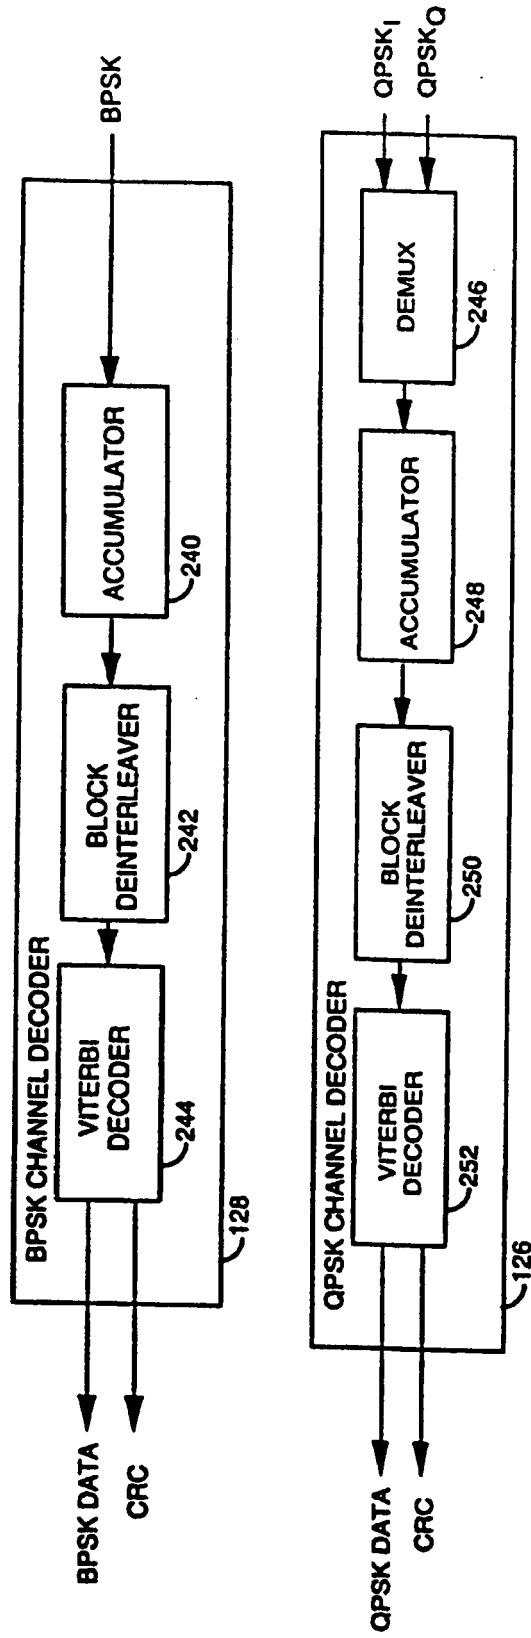 BPSK CHANNEL DECODER
BPSK DATA
CRC
VITERBI
DECODER
244
BLOCK
DEINTERLEAVER
242
ACCUMULATOR
240
BPSK
128
QPSK CHANNEL DECODER
QPSK DATA
CRC
VITERBI
DECODER
252
BLOCK
DEINTERLEAVER
250
ACCUMULATOR
248
DEMUX
246
QPSKI
QPSKQ
126